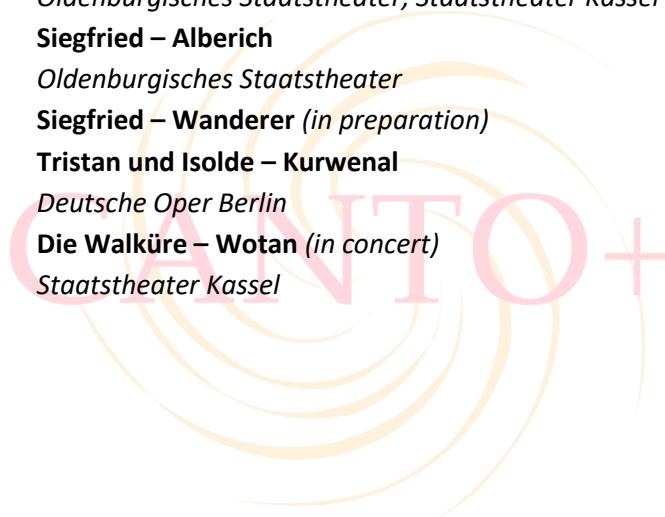 Oldenburgisches Staatstheater, Staatstheater Kassel
Siegfried – Alberich
Oldenburgisches Staatstheater
Siegfried – Wanderer (in preparation)
Tristan und Isolde – Kurwenal
Deutsche Oper Berlin
Die Walküre – Wotan (in concert)
Staatstheater Kassel
CANTO+